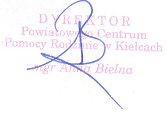 DYREKTOR
Powiatowego Centrum
Pomocy Rodzinie w Kielcach
mgr Anna Bielna